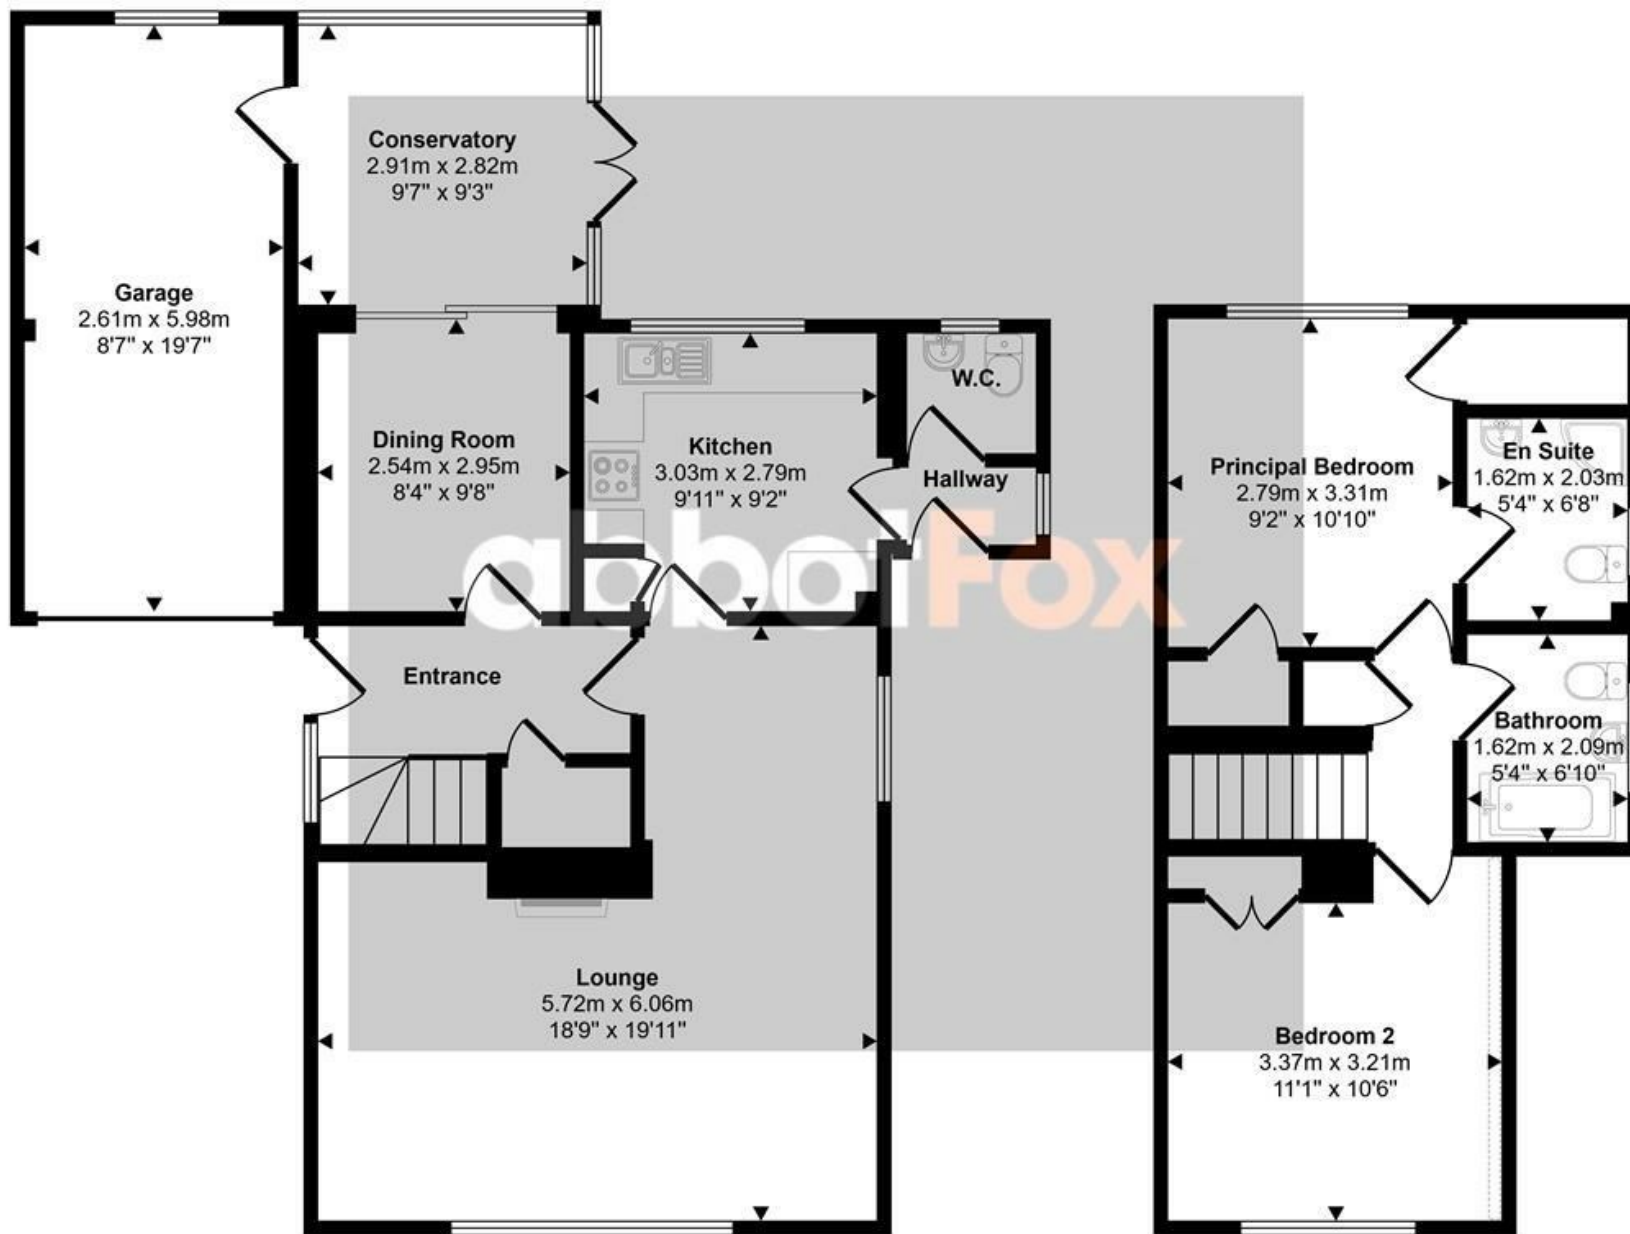 Conservatory
2.91m x 2.82m
9'7" x 9'3"
Garage
2.61m x 5.98m
8'7" x 19'7"
Dining Room
2.54m x 2.95m
8'4" x 9'8"
Kitchen
3.03m x 2.79m
9'11" x 9'2"
W.C.
Hallway
Entrance
Lounge
5.72m x 6.06m
18'9" x 19'11"
Principal Bedroom
2.79m x 3.31m
9'2" x 10'10"
En Suite
1.62m x 2.03m
5'4" x 6'8"
Bathroom
1.62m x 2.09m
5'4" x 6'10"
Bedroom 2
3.37m x 3.21m
11'1" x 10'6"
abbotFox